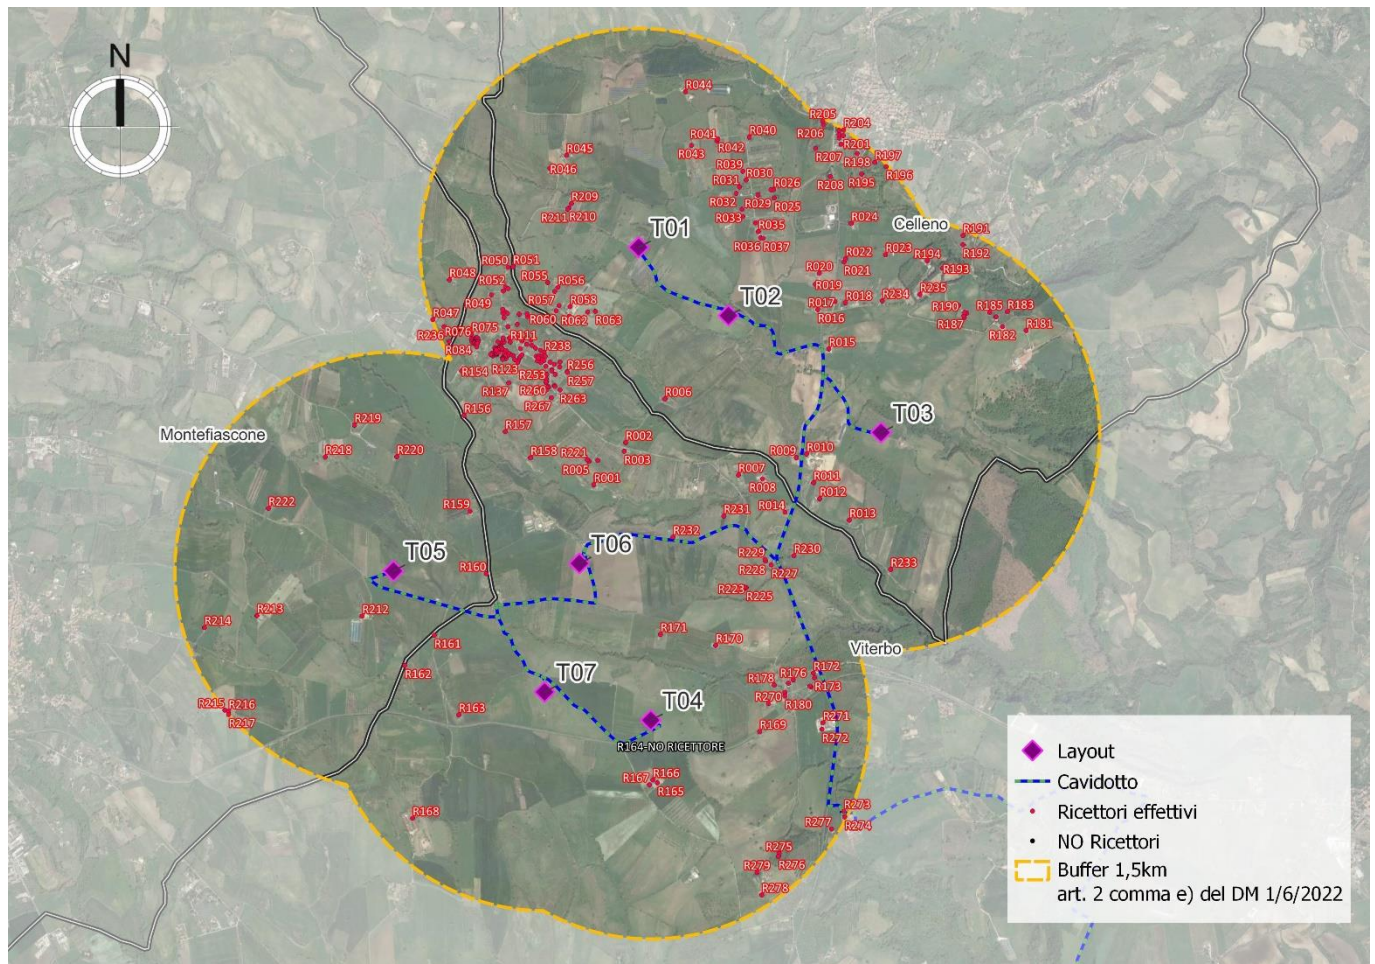 N
R044
R205
R204
R041
R040
R206
R042
R043
R201
R045
R207
R197
R198
R039
R046
R030
R196
R031
R208
R195
R026
R209
R032
R029
R025
R211
R210
R033
R024
T01
R035
Celleno
R191
R036
R037
R192
R050
R051
R022
R023
R194
R020
R021
R193
R048
R055
R056
R052
R019
R235
R049
R057
R058
R017
R018
R234
R190
R185
R183
T02
R047
R060
R062
R063
R016
R187
R236
R076
R075
R182
R181
R111
R084
R238
R015
R154
R123
R253
R256
R257
R137
R260
R263
R006
R267
R156
R219
T03
Montefiascone
R157
R002
R218
R220
R158
R221
R003
R009
R010
R005
R007
R001
R008
R011
R222
R159
R012
R231
R014
R013
R232
T05
T06
R229
R230
R160
R228
R227
R233
R223
R225
R213
R212
R214
R171
R161
R170
Viterbo
R162
R172
R178
R176
R173
T07
R270
R180
R215
R216
R163
T04
R271
R217
R169
R272
R164-NO RICETTORE
R167
R166
R165
R168
R273
R277
R274
R275
R279
R276
R278
Layout
Cavidotto
Ricettori effettivi
NO Ricettori
Buffer 1,5km
art. 2 comma e) del DM 1/6/2022